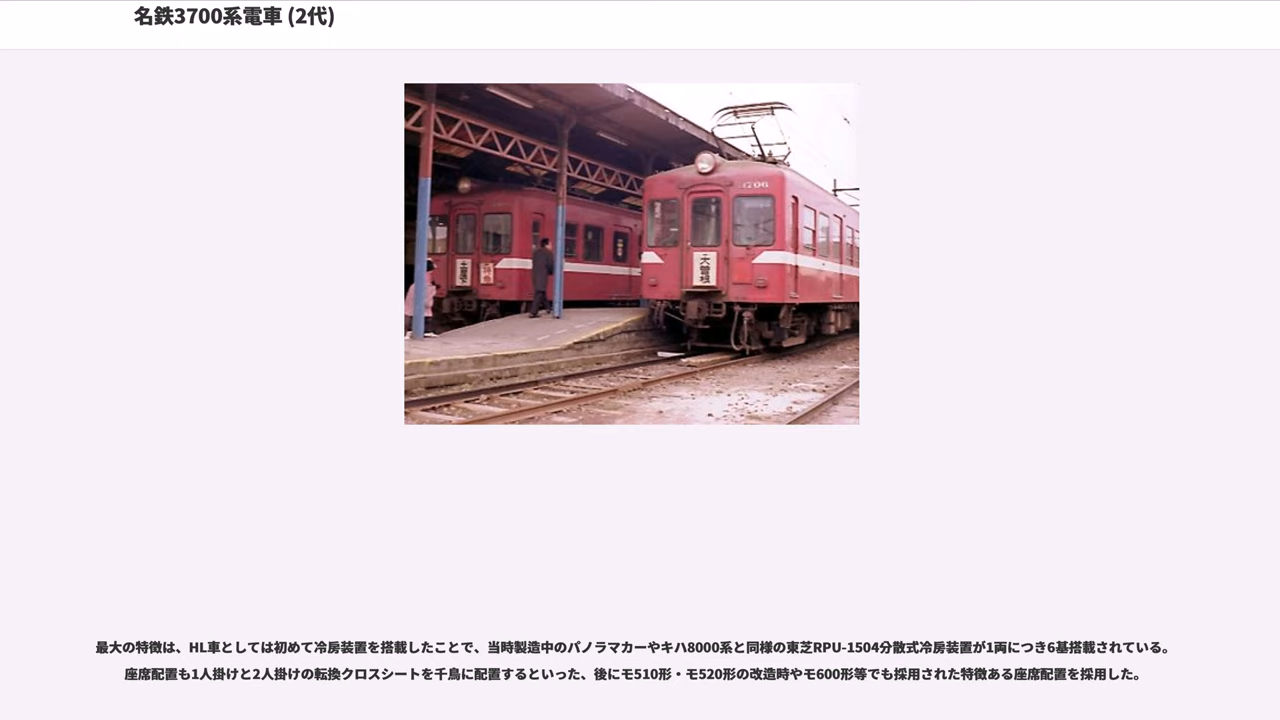 名鉄3700系電車 (2代)
大曽根
最大の特徴は、HL車としては初めて冷房装置を搭載したことで、当時製造中のパノラマカーやキハ8000系と同様の東芝RPU-1504分散式冷房装置が1両につき6基搭載されている。
座席配置も1人掛けと2人掛けの転換クロスシートを千鳥に配置するといった、後にモ510形・モ520形の改造時やモ600形等でも採用された特徴ある座席配置を採用した。